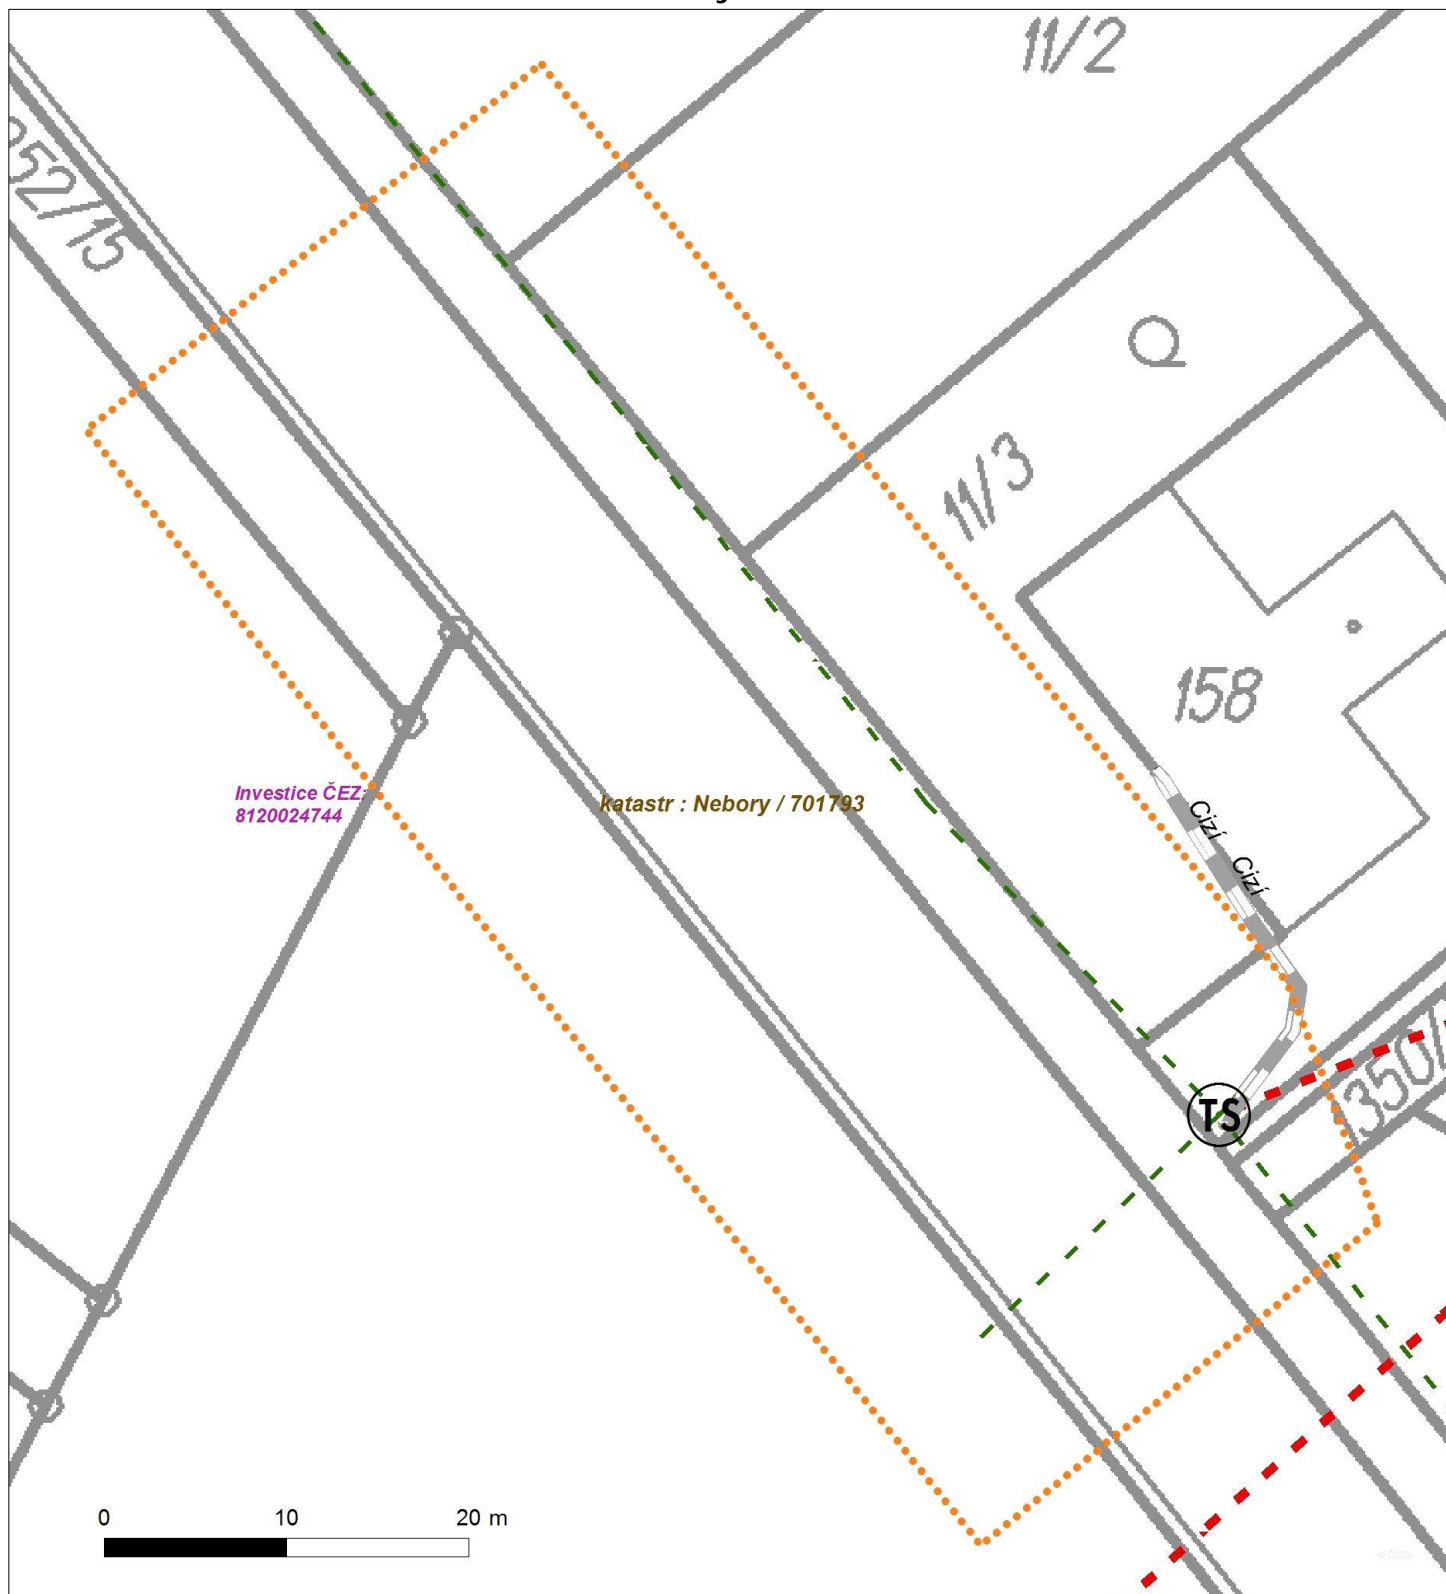 11/2
352/15
11/3
158
Investice ČEZ:
8120024744
katastr : Nebory / 701793
Cizí
Cizí
TS
0 10 20 m
© ČÚZK